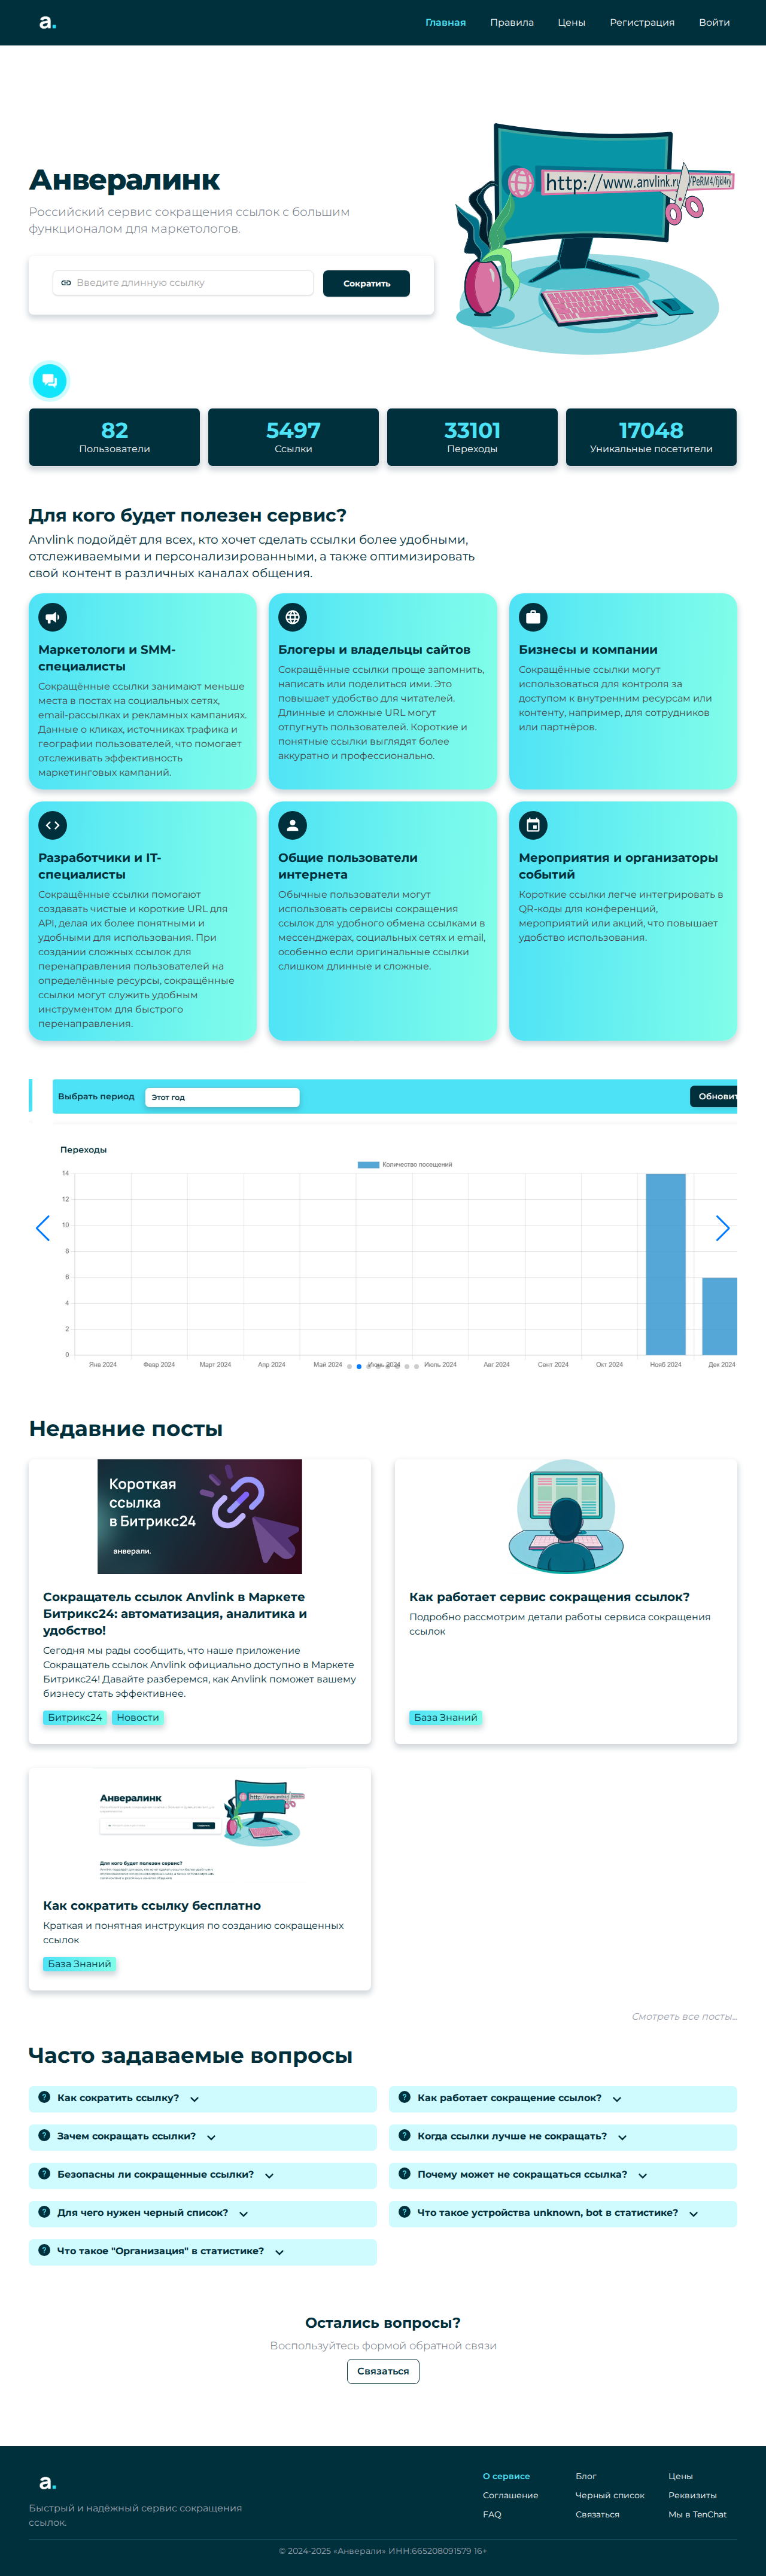 a.
Главная
Правила
Цены
Регистрация
Войти
Анвералинк
Российский сервис сокращения ссылок с большим
функционалом для маркетологов.
Введите длинную ссылку
Сократить
http://www.anvlink.ru/PeRM4/fjkl4ry
82
Пользователи
5497
Ссылки
33101
Переходы
17048
Уникальные посетители
Для кого будет полезен сервис?
Anvlink подойдёт для всех, кто хочет сделать ссылки более удобными,
отслеживаемыми и персонализированными, а также оптимизировать
свой контент в различных каналах общения.
Маркетологи и SMM-
специалисты
Сокращённые ссылки занимают меньше
места в постах на социальных сетях,
email-рассылках и рекламных кампаниях.
Данные о кликах, источниках трафика и
географии пользователей, что помогает
отслеживать эффективность
маркетинговых кампаний.
Блогеры и владельцы сайтов
Сокращённые ссылки проще запомнить,
написать или поделиться ими. Это
повышает удобство для читателей.
Длинные и сложные URL могут
отпугнуть пользователей. Короткие и
понятные ссылки выглядят более
аккуратно и профессионально.
Бизнесы и компании
Сокращённые ссылки могут
использоваться для контроля за
доступом к внутренним ресурсам или
контенту, например, для сотрудников
или партнёров.
Разработчики и IT-
специалисты
Сокращённые ссылки помогают
создавать чистые и короткие URL для
API, делая их более понятными и
удобными для использования. При
создании сложных ссылок для
перенаправления пользователей на
определённые ресурсы, сокращённые
ссылки могут служить удобным
инструментом для быстрого
перенаправления.
Общие пользователи
интернета
Обычные пользователи могут
использовать сервисы сокращения
ссылок для удобного обмена ссылками в
мессенджерах, социальных сетях и email,
особенно если оригинальные ссылки
слишком длинные и сложные.
Мероприятия и организаторы
событий
Короткие ссылки легче интегрировать в
QR-коды для конференций,
мероприятий или акций, что повышает
удобство использования.
Выбрать период
Этот год
Обновит
Переходы
Количество посещений
14
12
10
8
6
4
2
0
Янв 2024
Февр 2024
Март 2024
Апр 2024
Май 2024
Июнь 2024
Июль 2024
Авг 2024
Сент 2024
Окт 2024
Нояб 2024
Дек 2024
Недавние посты
Короткая
ссылка
в Битрикс24
анверали.
Сокращатель ссылок Anvlink в Маркете
Битрикс24: автоматизация, аналитика и
удобство!
Сегодня мы рады сообщить, что наше приложение
Сокращатель ссылок Anvlink официально доступно в Маркете
Битрикс24! Давайте разберемся, как Anvlink поможет вашему
бизнесу стать эффективнее.
Битрикс24
Новости
Как работает сервис сокращения ссылок?
Подробно рассмотрим детали работы сервиса сокращения
ссылок
База Знаний
Анвералинк
Для кого будет полезен сервис?
Как сократить ссылку бесплатно
Краткая и понятная инструкция по созданию сокращенных
ссылок
База Знаний
Смотреть все посты...
Часто задаваемые вопросы
? Как сократить ссылку?
? Как работает сокращение ссылок?
? Зачем сокращать ссылки?
? Когда ссылки лучше не сокращать?
? Безопасны ли сокращенные ссылки?
? Почему может не сокращаться ссылка?
? Для чего нужен черный список?
? Что такое устройства unknown, bot в статистике?
? Что такое "Организация" в статистике?
Остались вопросы?
Воспользуйтесь формой обратной связи
Связаться
a.
Быстрый и надёжный сервис сокращения
ссылок.
О сервисе
Блог
Цены
Соглашение
Черный список
Реквизиты
FAQ
Связаться
Мы в TenChat
© 2024-2025 «Анверали» ИНН:665208091579 16+